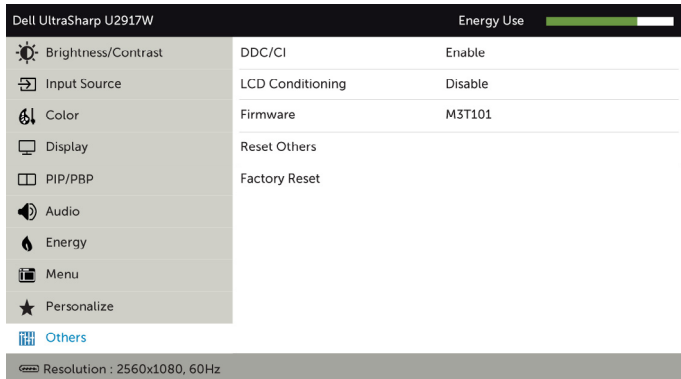 Dell UltraSharp U2917W Energy Use
Brightness/Contrast DDC/CI Enable
Input Source LCD Conditioning Disable
Color Firmware M3T101
Display Reset Others
PIP/PBP Factory Reset
Audio
Energy
Menu
Personalize
Others
Resolution : 2560x1080, 60Hz